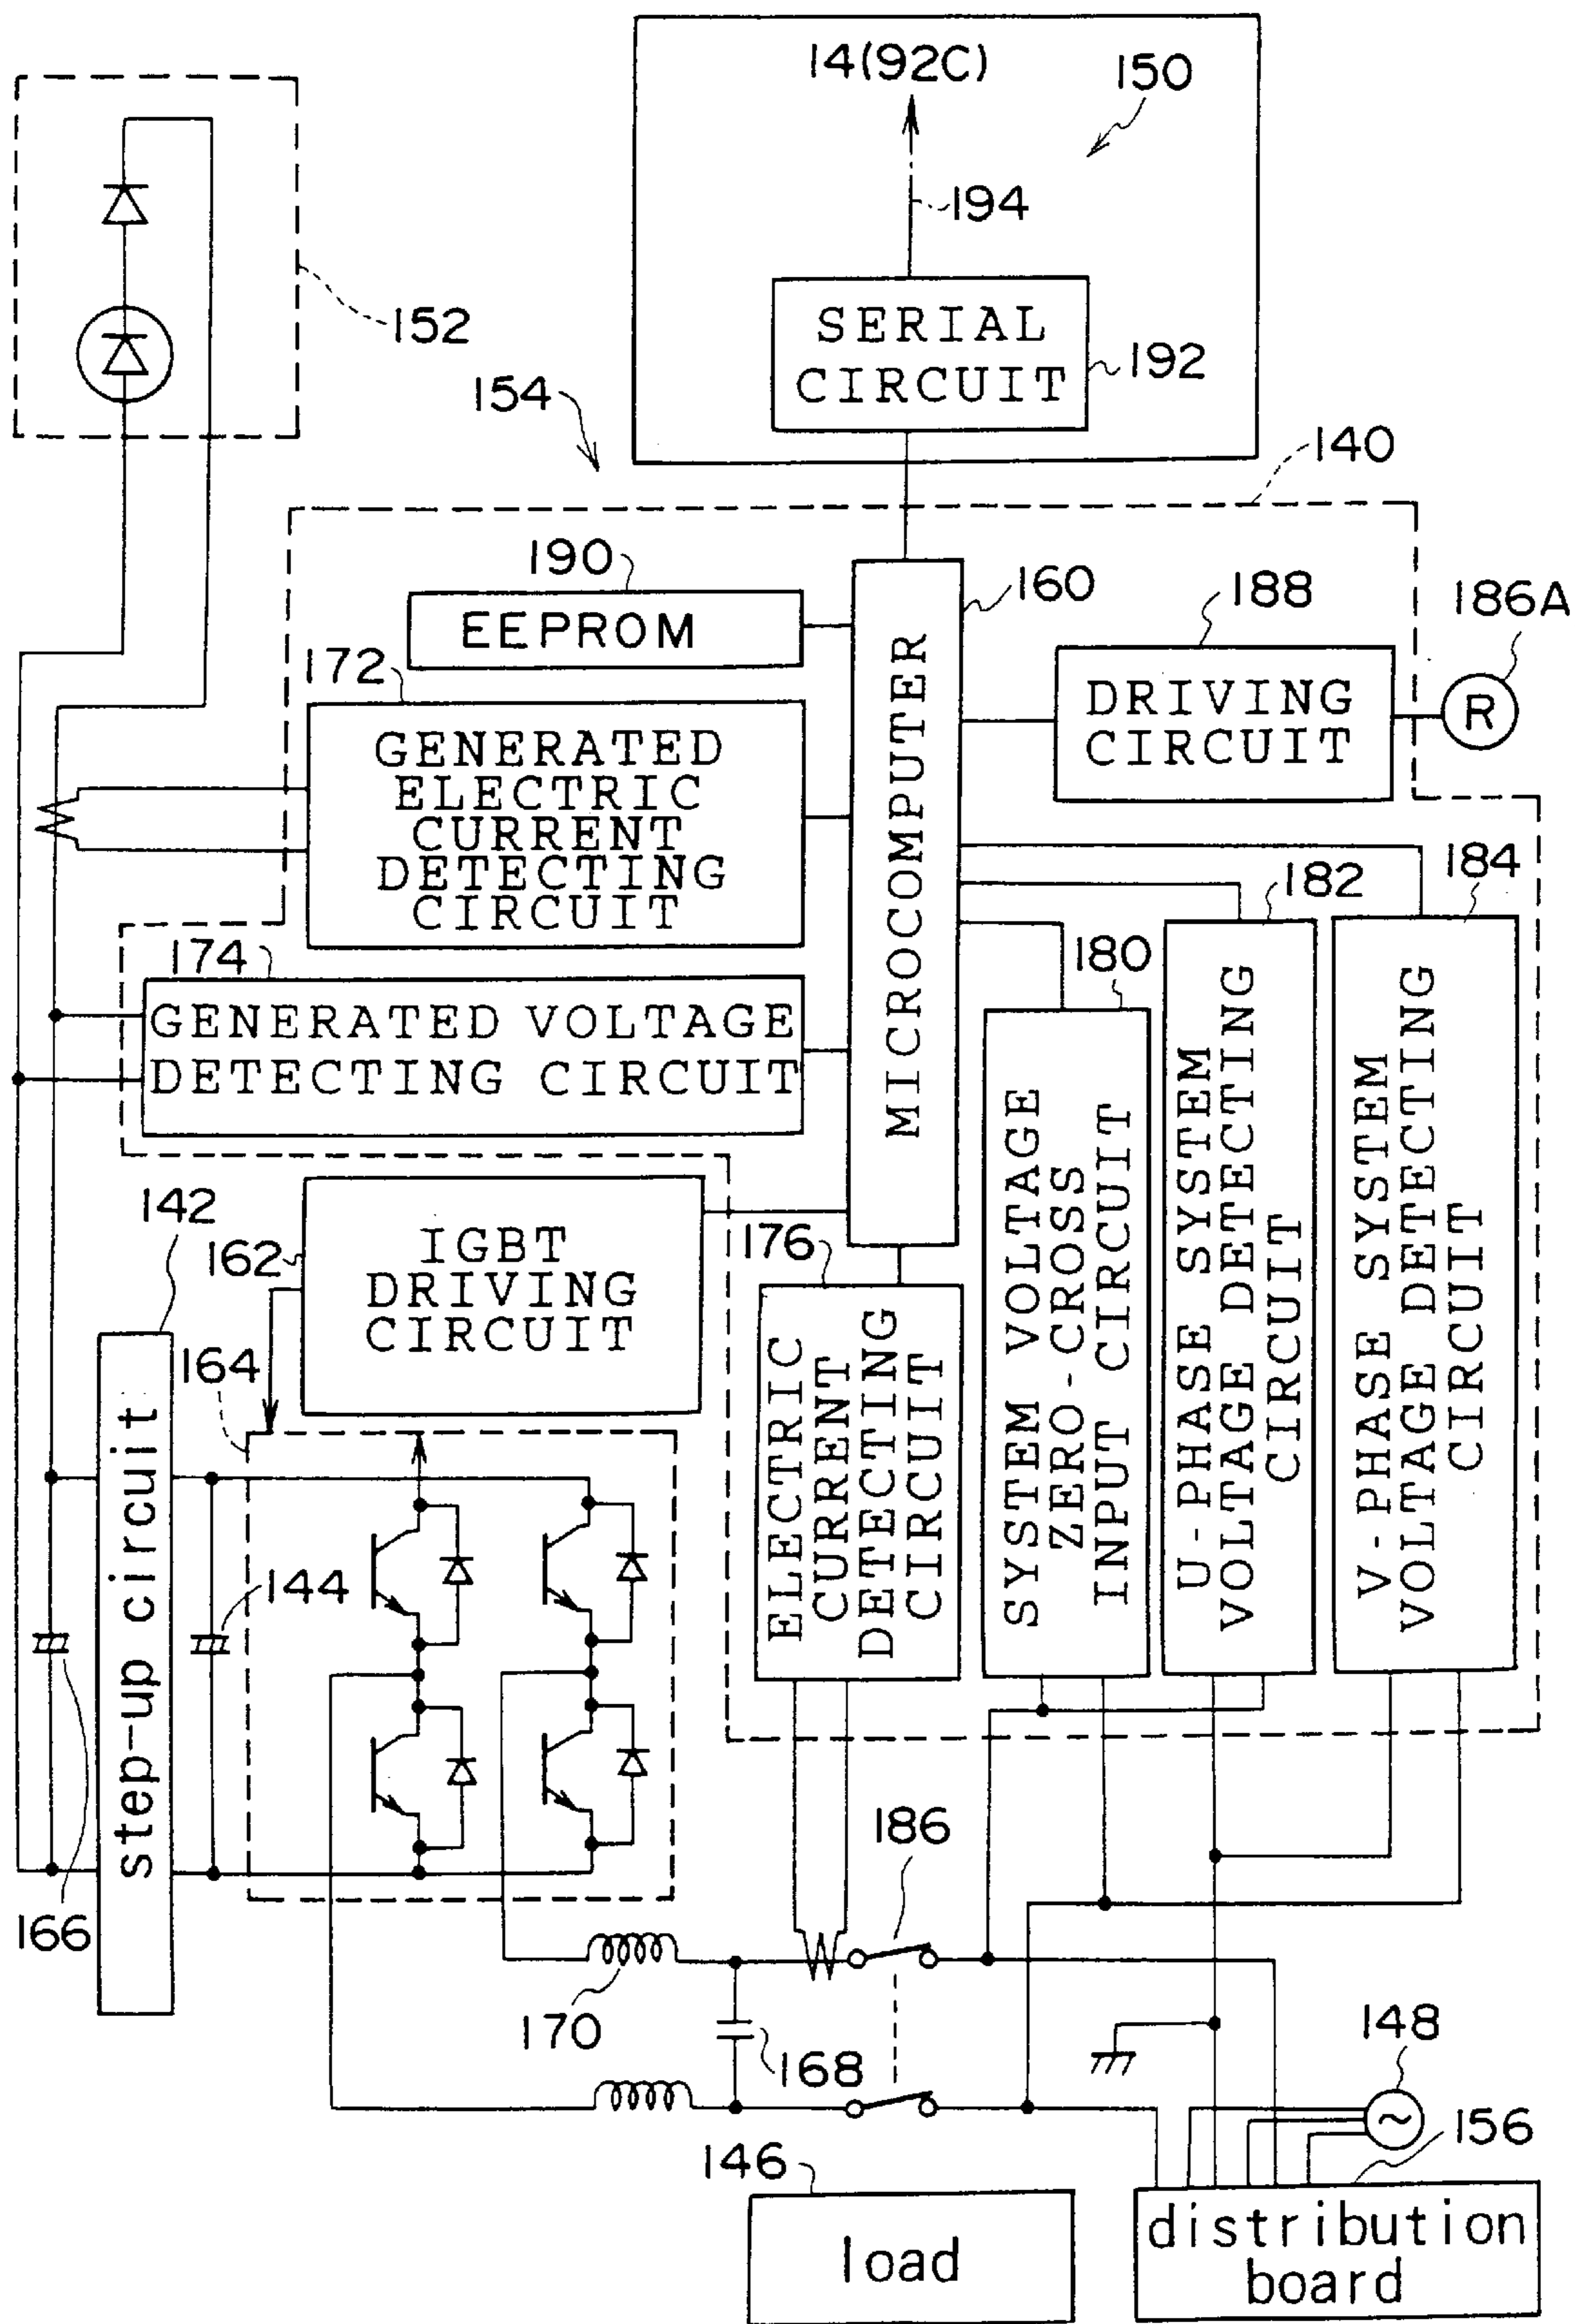 14(92C)
150
194
SERIAL
CIRCUIT
192
152
154
140
190
EEPROM
160
188
186A
DRIVING
CIRCUIT
R
172
GENERATED
ELECTRIC
CURRENT
DETECTING
CIRCUIT
MICROCOMPUTER
182
184
174
GENERATED VOLTAGE
DETECTING CIRCUIT
180
SYSTEM VOLTAGE
ZERO-CROSS
INPUT CIRCUIT
U-PHASE SYSTEM
VOLTAGE DETECTING
CIRCUIT
V-PHASE SYSTEM
VOLTAGE DETECTING
CIRCUIT
142
162
IGBT
DRIVING
CIRCUIT
176
ELECTRIC
CURRENT
DETECTING
CIRCUIT
164
step-up circuit
144
166
186
170
168
148
156
146
load
distribution
board